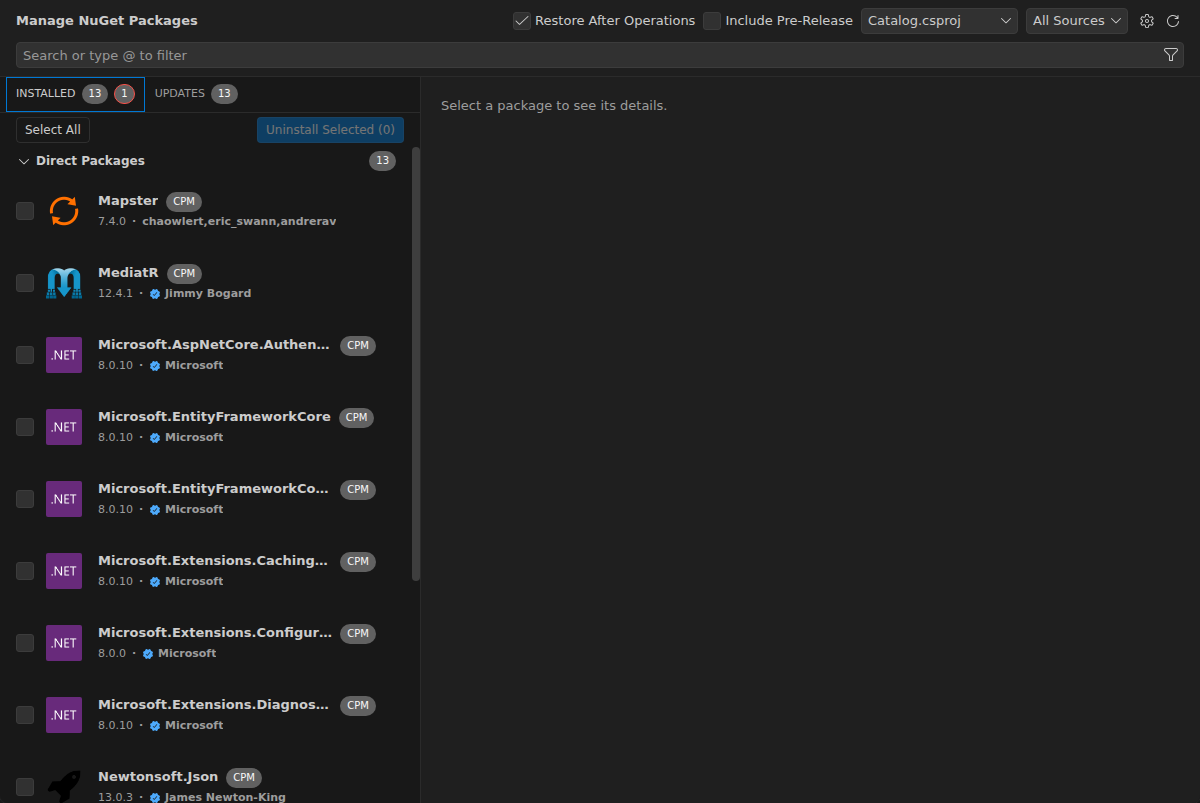 Manage NuGet Packages
Restore After Operations
Include Pre-Release
Catalog.csproj
All Sources
Search or type @ to filter
INSTALLED 13 1 UPDATES 13
Select All
Uninstall Selected (0)
Direct Packages 13
Mapster CPM
7.4.0 · chaowlert,eric_swann,andrerav
MediatR CPM
12.4.1 · Jimmy Bogard
.NET
Microsoft.AspNetCore.Authen... CPM
8.0.10 · Microsoft
.NET
Microsoft.EntityFrameworkCore CPM
8.0.10 · Microsoft
.NET
Microsoft.EntityFrameworkCo... CPM
8.0.10 · Microsoft
.NET
Microsoft.Extensions.Caching... CPM
8.0.10 · Microsoft
.NET
Microsoft.Extensions.Configur... CPM
8.0.0 · Microsoft
.NET
Microsoft.Extensions.Diagnos... CPM
8.0.10 · Microsoft
Newtonsoft.Json CPM
13.0.3 · James Newton-King
Select a package to see its details.